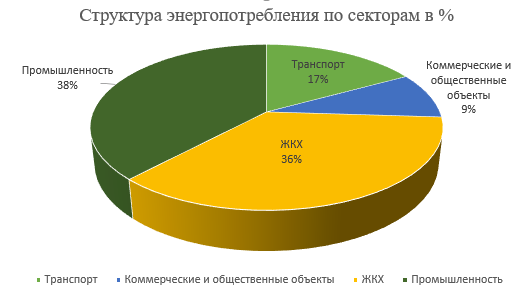 Структура энергопотребления по секторам в %
Транспорт
17%
Коммерческие и
общественные
объекты
9%
ЖКХ
36%
Промышленность
38%
Транспорт Коммерческие и общественные объекты ЖКХ Промышленность